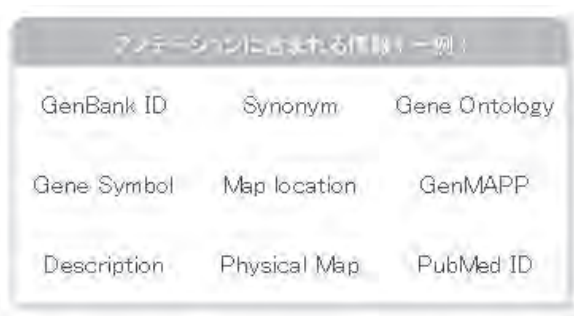 アノテーションに含まれる情報（一例）
GenBank ID Synonym Gene Ontology
Gene Symbol Map location GenMAPP
Description Physical Map PubMed ID